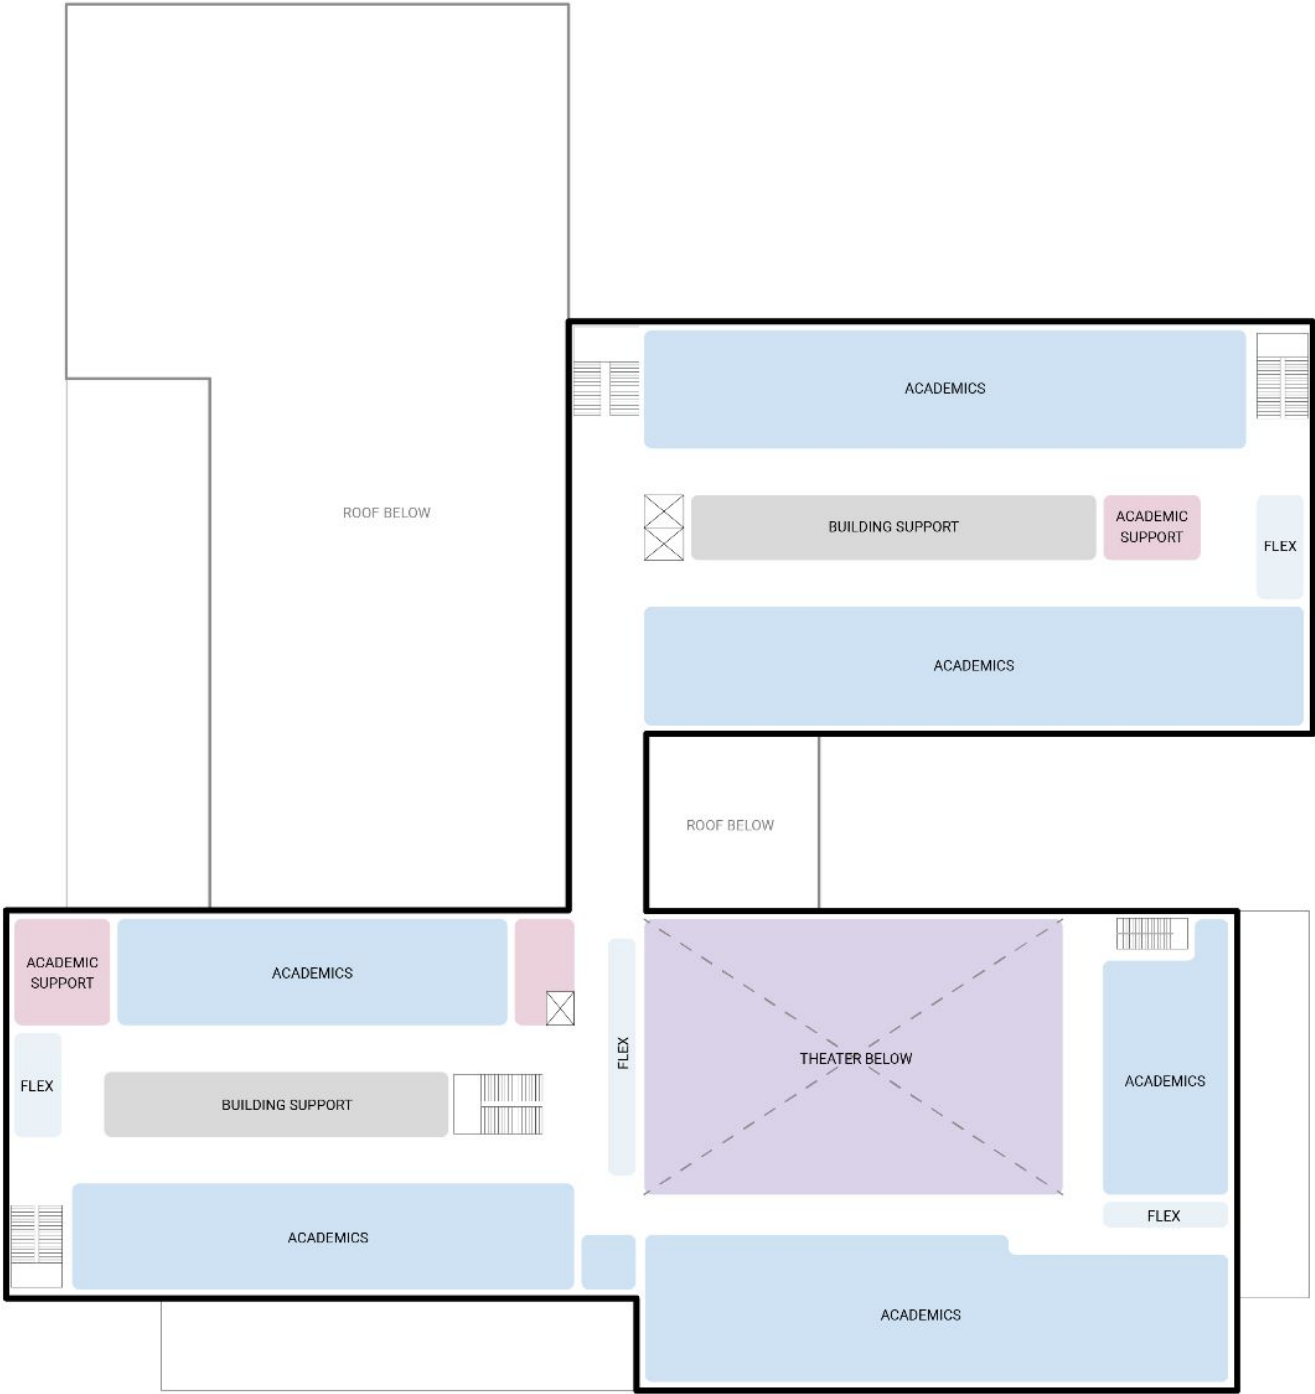 ACADEMICS
ROOF BELOW
BUILDING SUPPORT
ACADEMIC
SUPPORT
FLEX
ACADEMICS
ROOF BELOW
ACADEMIC
SUPPORT
ACADEMICS
FLEX
THEATER BELOW
FLEX
BUILDING SUPPORT
ACADEMICS
FLEX
ACADEMICS
ACADEMICS